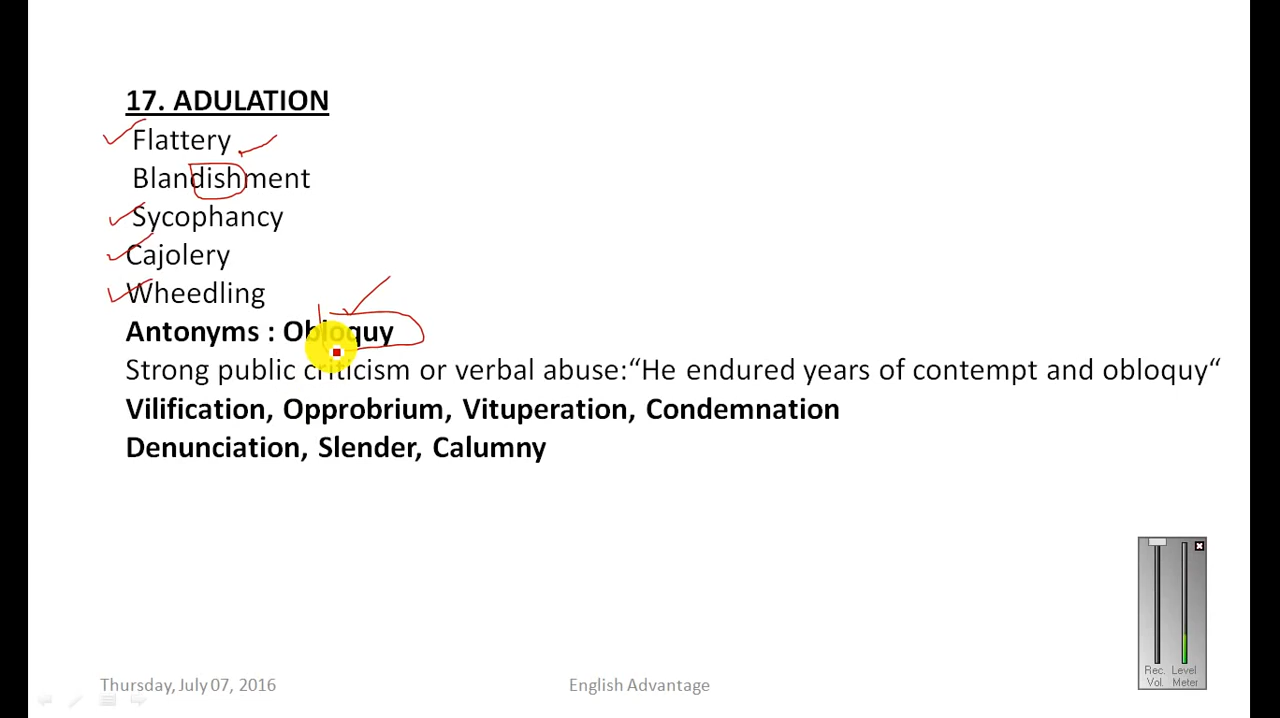 17. ADULATION
Flattery
Blandishment
Sycophancy
Cajolery
Wheedling
Antonyms : Obloquy
Strong public criticism or verbal abuse:“He endured years of contempt and obloquy“
Vilification, Opprobrium, Vituperation, Condemnation
Denunciation, Slender, Calumny
Rec. Level
Vol. Meter
Thursday, July 07, 2016 English Advantage